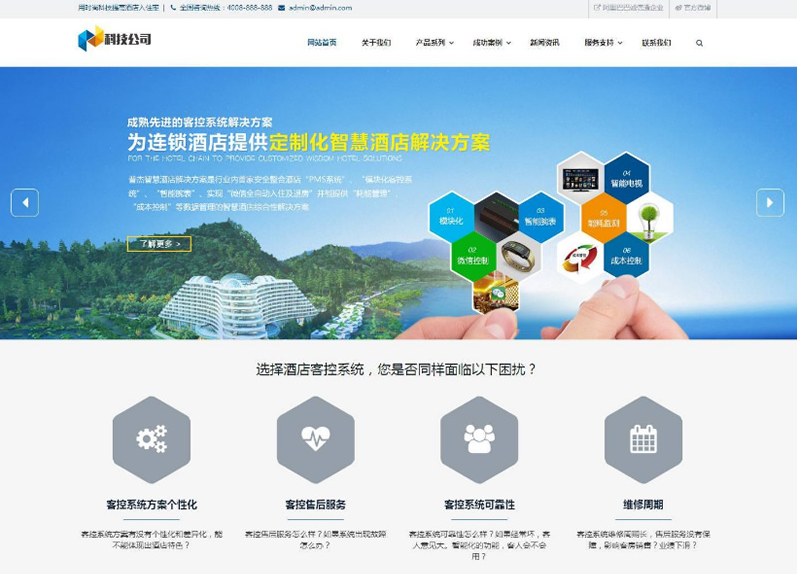 用时尚科技缔造酒店人住宅 | 全国咨询热线：4008-888-888 admin@admin.com
阿里巴巴诚信通企业 官方微博
科技公司
网站首页 关于我们 产品系列 成功案例 新闻资讯 服务支持 联系我们
成熟先进的客控系统解决方案
为连锁酒店提供定制化智慧酒店解决方案
FOR THE HOTEL CHAIN TO PROVIDE CUSTOMIZED WISDOM HOTEL SOLUTIONS
智慧酒店解决方案是行业内首家安全整合酒店“PMS系统”、“模块化客控系
统”、“智能腕表”、实现“微信全自动入住及退房”并制提供“耗能管理”、
“成本控制”等数据管理的智慧酒店综合性解决方案
了解更多 >
04
智能电视
01
模块化
03
智能腕表
05
能耗监测
02
微信控制
06
成本控制
选择酒店客控系统，您是否同样面临以下困扰？
客控系统方案个性化
客控售后服务
客控系统可靠性
维修周期
客控系统方案有没有个性化和差异化，能
不能体现出酒店特色？
客控售后服务怎么样？如果系统出现故障
怎么办？
客控系统可靠性怎么样？如果经常坏，客
人意见大。智能化的功能，客人会不会
用？
客控系统维修周期长，售后服务没有保
障，影响客房销售？业绩下滑？